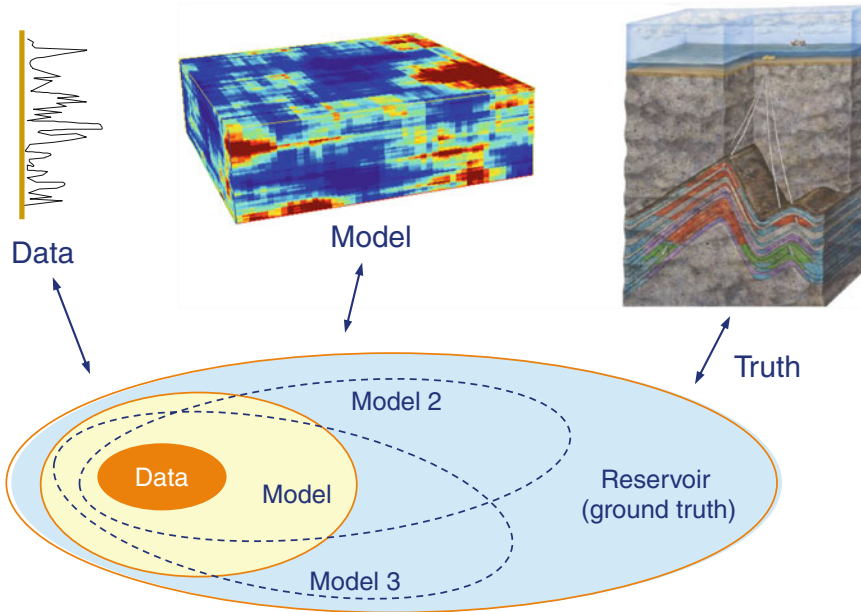 Data
Model
Truth
Model 2
Data
Model
Reservoir
(ground truth)
Model 3